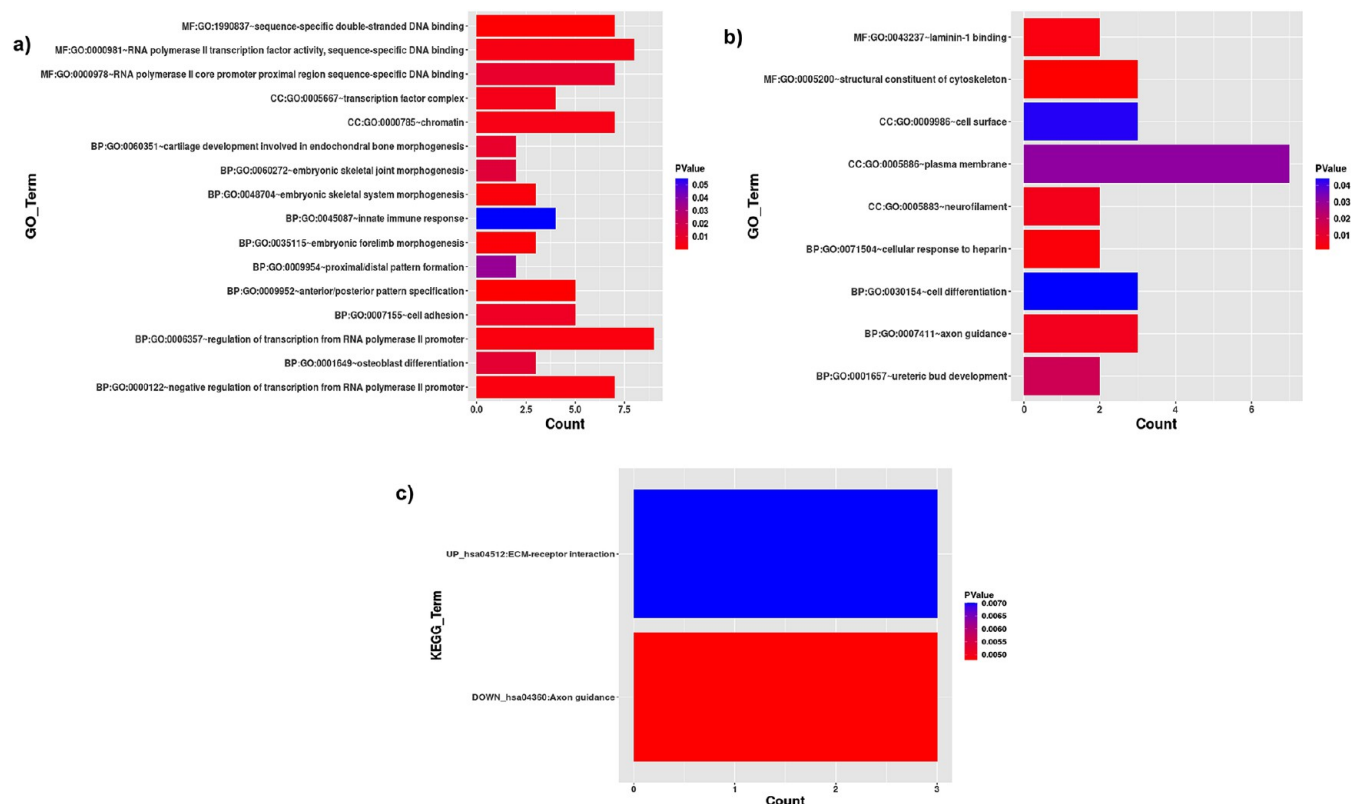 a)
MF:GO:1990837~sequence-specific double-stranded DNA binding
MF:GO:0000981~RNA polymerase II transcription factor activity, sequence-specific DNA binding
MF:GO:0000978~RNA polymerase II core promoter proximal region sequence-specific DNA binding
CC:GO:0005667~transcription factor complex
CC:GO:0000785~chromatin
BP:GO:0060351~cartilage development involved in endochondral bone morphogenesis
BP:GO:0060272~embryonic skeletal joint morphogenesis
BP:GO:0048704~embryonic skeletal system morphogenesis
BP:GO:0045087~innate immune response
BP:GO:0035115~embryonic forelimb morphogenesis
BP:GO:0009954~proximal/distal pattern formation
BP:GO:0009952~anterior/posterior pattern specification
BP:GO:0007155~cell adhesion
BP:GO:0006357~regulation of transcription from RNA polymerase II promoter
BP:GO:0001649~osteoblast differentiation
BP:GO:0000122~negative regulation of transcription from RNA polymerase II promoter
GO_Term
0.0 2.5 5.0 7.5
Count
PValue
0.05
0.04
0.03
0.02
0.01
b)
MF:GO:0043237~laminin-1 binding
MF:GO:0005200~structural constituent of cytoskeleton
CC:GO:0009986~cell surface
CC:GO:0005886~plasma membrane
CC:GO:0005883~neurofilament
BP:GO:0071504~cellular response to heparin
BP:GO:0030154~cell differentiation
BP:GO:0007411~axon guidance
BP:GO:0001657~ureteric bud development
GO_Term
0 2 4 6
Count
PValue
0.04
0.03
0.02
0.01
c)
UP_hsa04512:ECM-receptor interaction
DOWN_hsa04360:Axon guidance
KEGG_Term
0 1 2 3
Count
PValue
0.0070
0.0065
0.0060
0.0055
0.0050